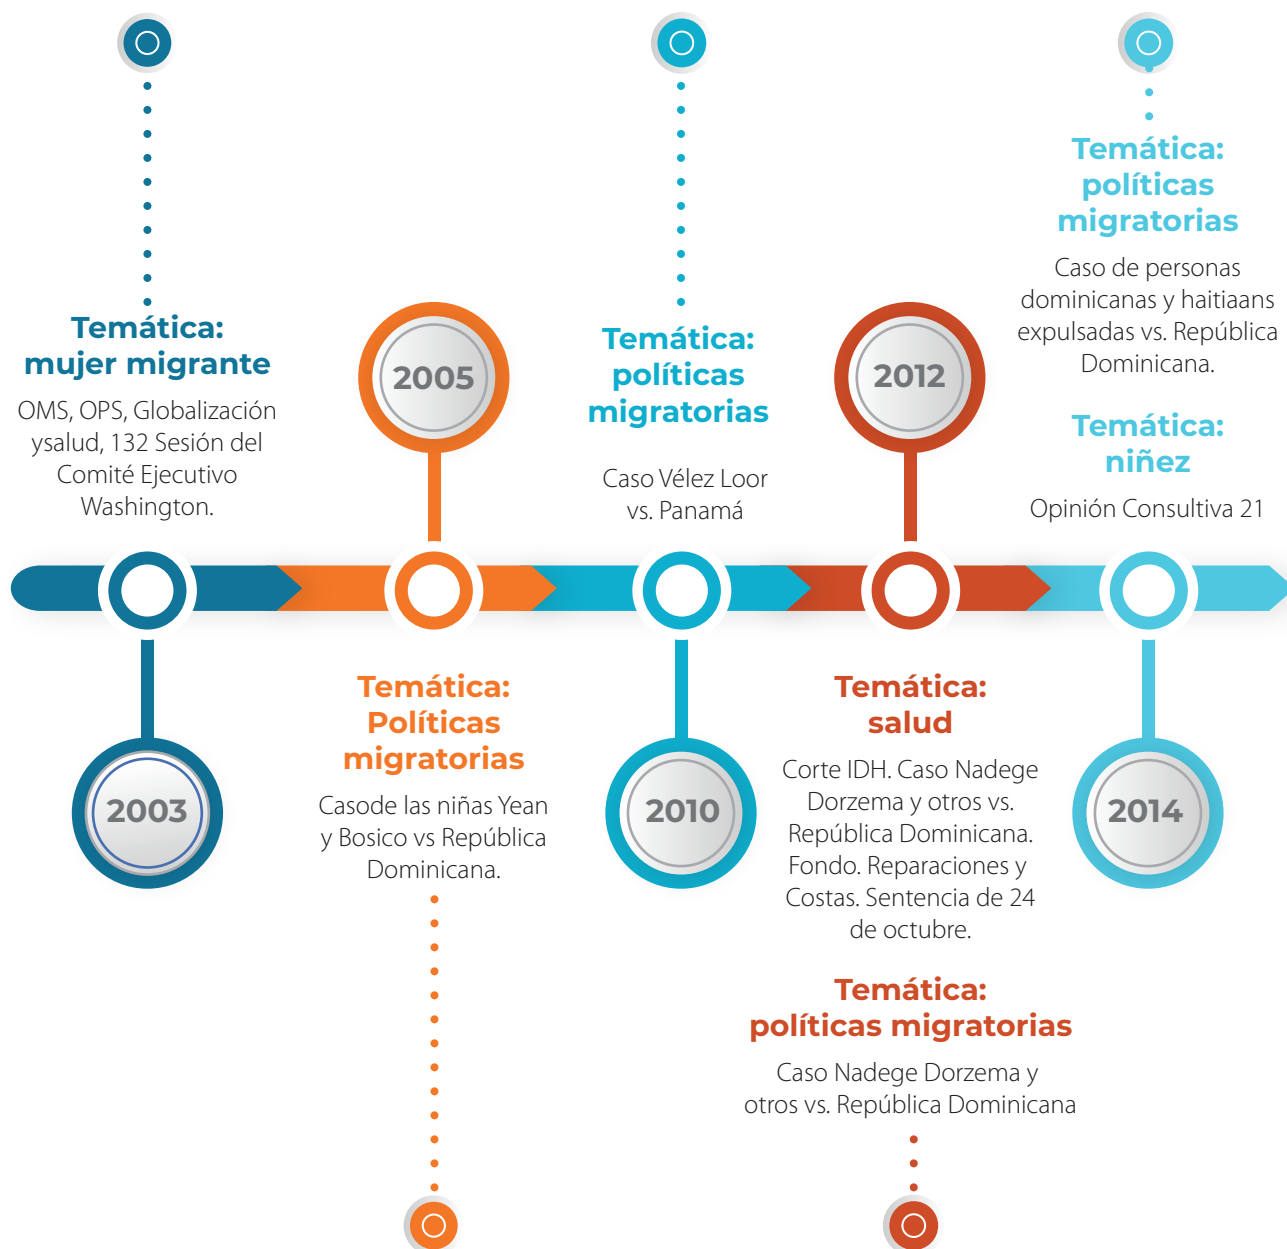 Temática:
mujer migrante
OMS, OPS, Globalización
ysalud, 132 Sesión del
Comité Ejecutivo
Washington.
2003
2005
Temática:
Políticas
migratorias
Casode las niñas Yean
y Bosico vs República
Dominicana.
Temática:
políticas
migratorias
Caso Vélez Loor
vs. Panamá
2010
2012
Temática:
salud
Corte IDH. Caso Nadege
Dorzema y otros vs.
República Dominicana.
Fondo. Reparaciones y
Costas. Sentencia de 24
de octubre.
Temática:
políticas migratorias
Caso Nadege Dorzema y
otros vs. República Dominicana
Temática:
políticas
migratorias
Caso de personas
dominicanas y haitiaans
expulsadas vs. República
Dominicana.
Temática:
niñez
Opinión Consultiva 21
2014